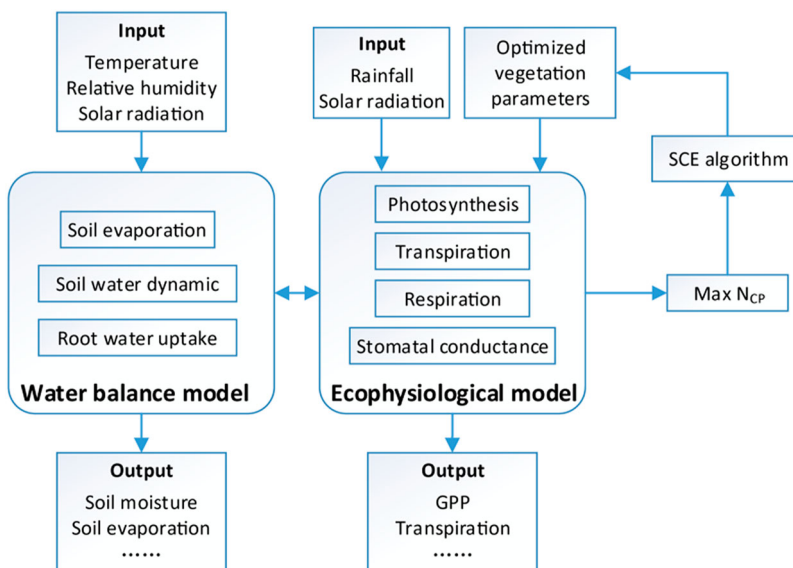 Input
Temperature
Relative humidity
Solar radiation
Input
Rainfall
Solar radiation
Optimized
vegetation
parameters
SCE algorithm
Soil evaporation
Soil water dynamic
Root water uptake
Water balance model
Photosynthesis
Transpiration
Respiration
Stomatal conductance
Ecophysiological model
Max N_CP
Output
Soil moisture
Soil evaporation
……
Output
GPP
Transpiration
……